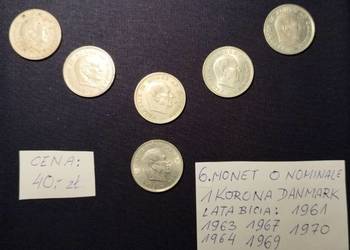 CENA:
40,- zł
6. MONET O NOMINALE
1 KORONA DANMARK
LATA BICIA: 1961
1963 1967 1970
1964 1969